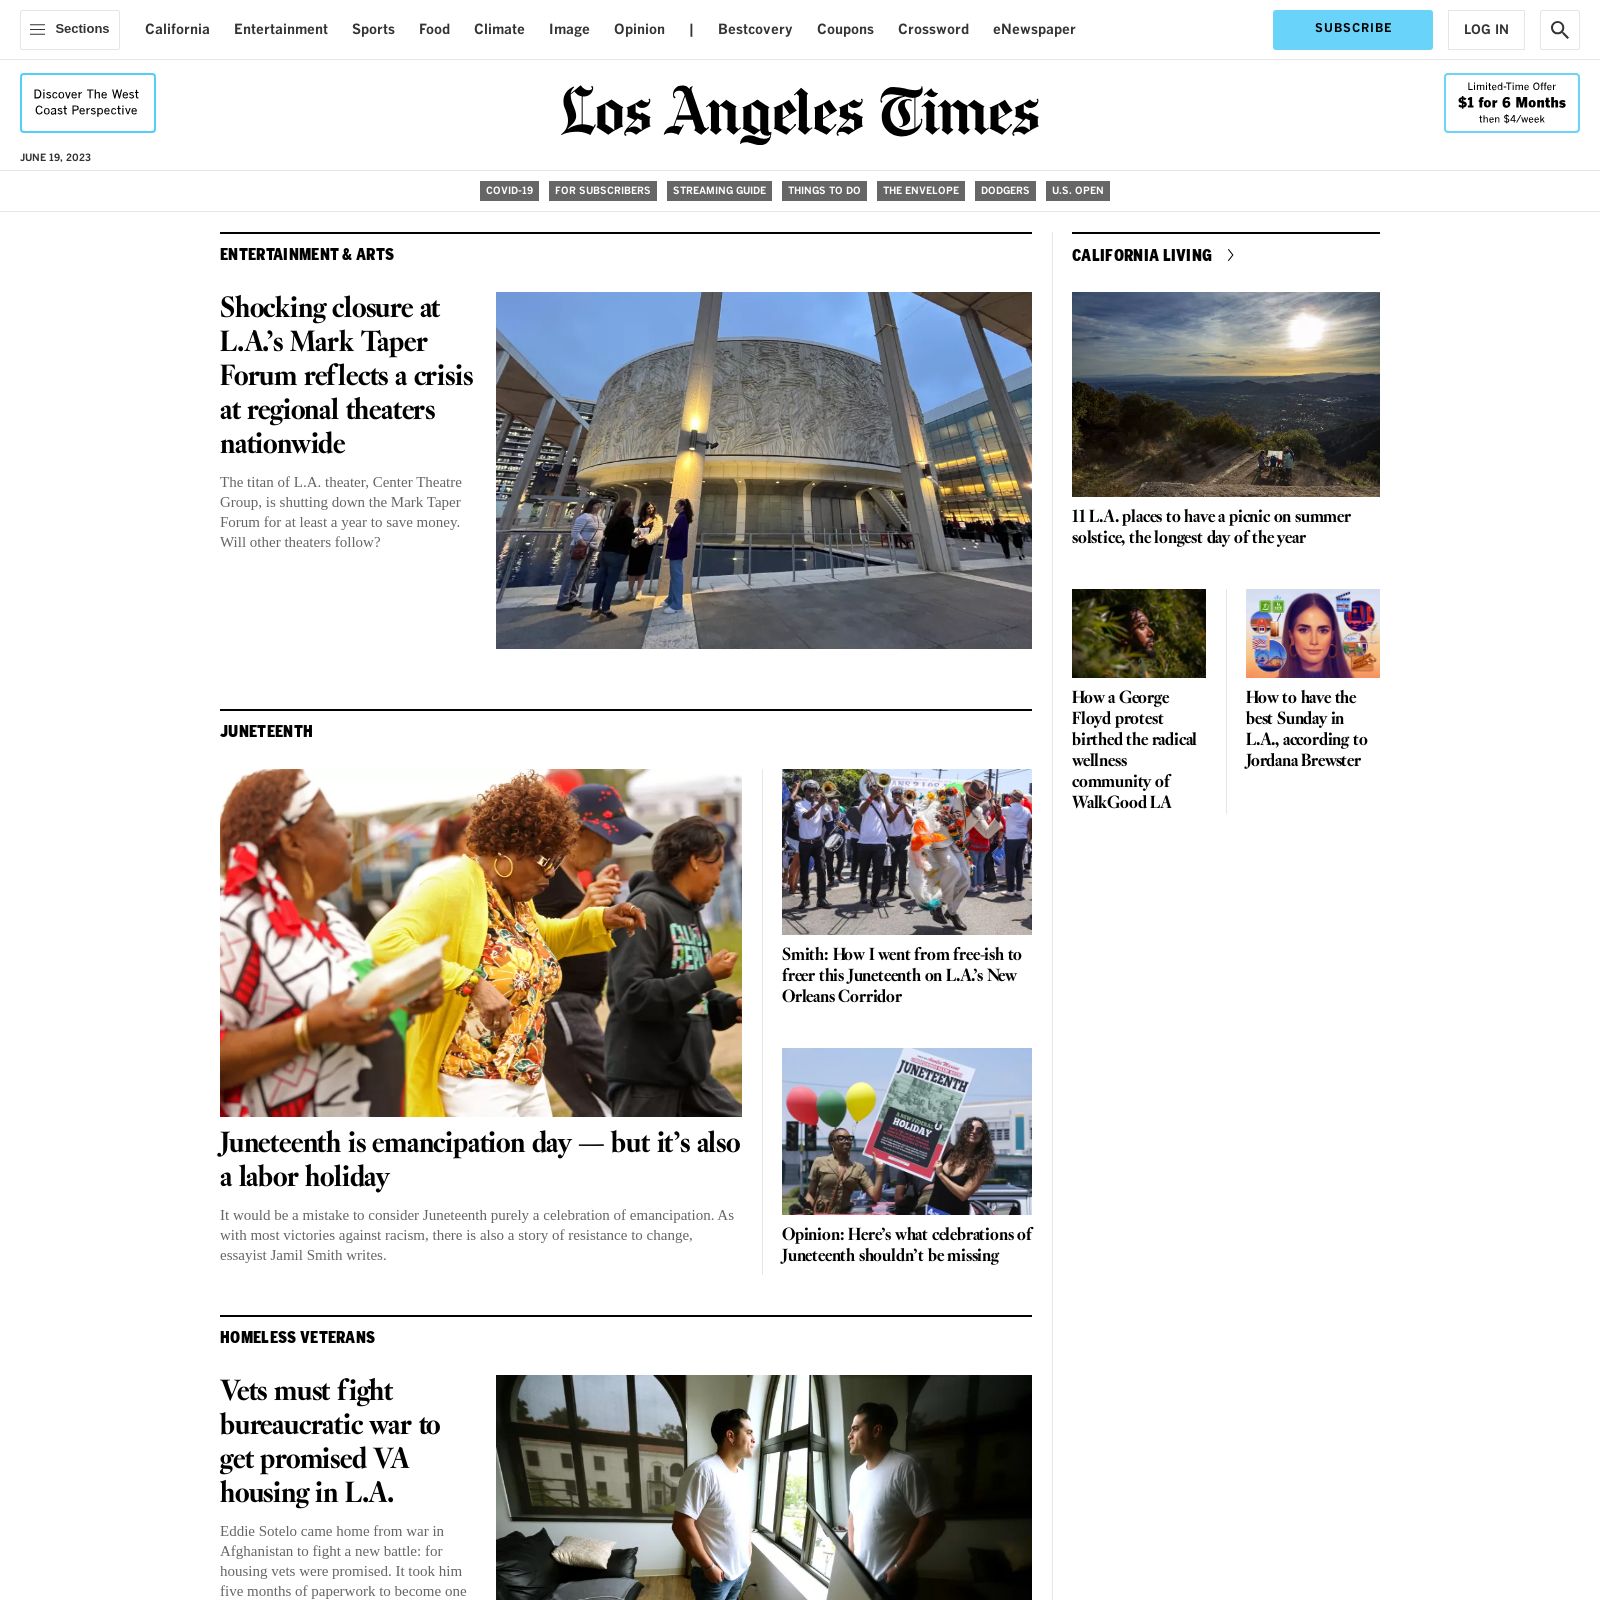 Sections
California
Entertainment
Sports
Food
Climate
Image
Opinion
|
Bestcovery
Coupons
Crossword
eNewspaper
SUBSCRIBE
LOG IN
Discover The West
Coast Perspective
Los Angeles Times
Limited-Time Offer
$1 for 6 Months
then $4/week
JUNE 19, 2023
COVID-19
FOR SUBSCRIBERS
STREAMING GUIDE
THINGS TO DO
THE ENVELOPE
DODGERS
U.S. OPEN
ENTERTAINMENT & ARTS
Shocking closure at
L.A.’s Mark Taper
Forum reflects a crisis
at regional theaters
nationwide
The titan of L.A. theater, Center Theatre
Group, is shutting down the Mark Taper
Forum for at least a year to save money.
Will other theaters follow?
JUNETEENTH
Juneteenth is emancipation day — but it’s also
a labor holiday
It would be a mistake to consider Juneteenth purely a celebration of emancipation. As
with most victories against racism, there is also a story of resistance to change,
essayist Jamil Smith writes.
Smith: How I went from free-ish to
freer this Juneteenth on L.A.’s New
Orleans Corridor
JUNETEENTH
A NEW FEDERAL
HOLIDAY
Opinion: Here’s what celebrations of
Juneteenth shouldn’t be missing
HOMELESS VETERANS
Vets must fight
bureaucratic war to
get promised VA
housing in L.A.
Eddie Sotelo came home from war in
Afghanistan to fight a new battle: for
housing vets were promised. It took him
five months of paperwork to become one
CALIFORNIA LIVING
11 L.A. places to have a picnic on summer
solstice, the longest day of the year
How a George
Floyd protest
birthed the radical
wellness
community of
WalkGood LA
How to have the
best Sunday in
L.A., according to
Jordana Brewster